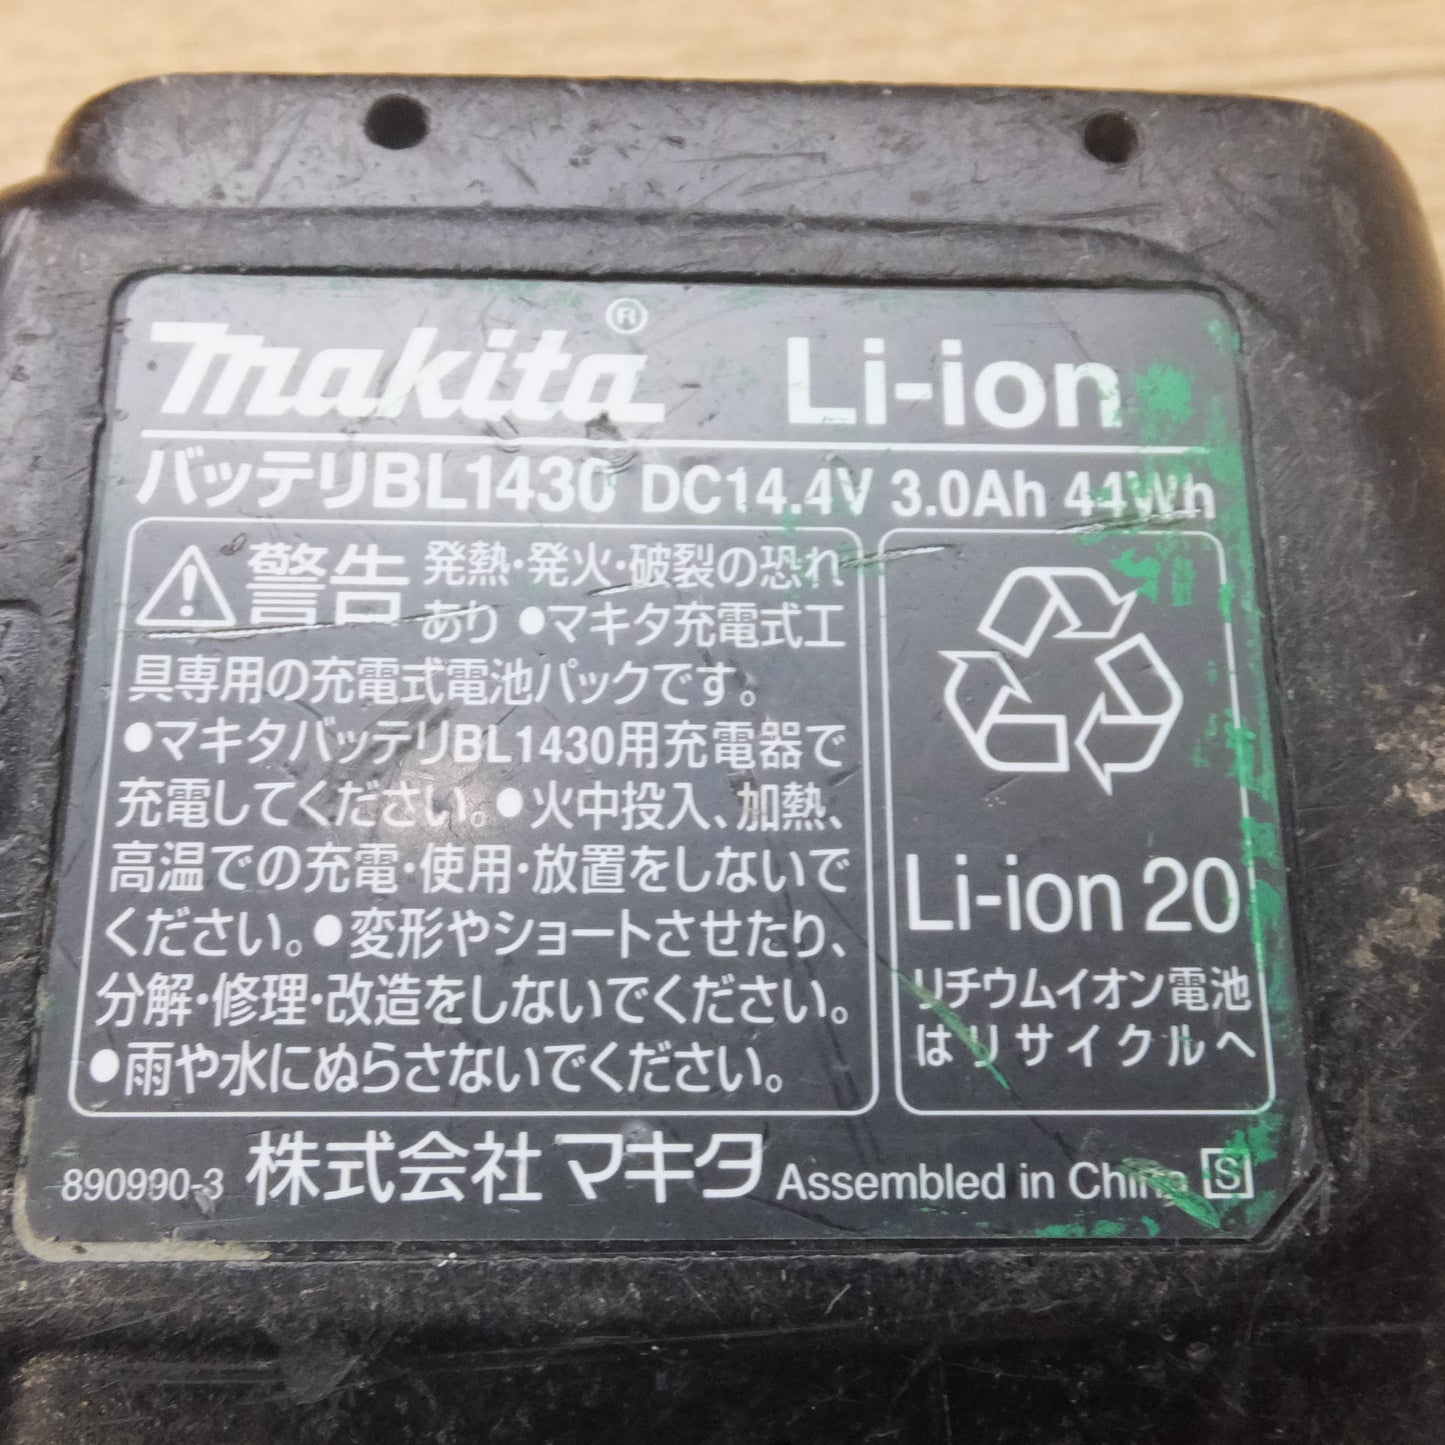 makita® Li-ion
バッテリBL1430 DC14.4V 3.0Ah 44Wh
警告 発熱・発火・破裂の恐れ
あり ●マキタ充電式工
具専用の充電式電池パックです。
●マキタバッテリBL1430用充電器で
充電してください。●火中投入、加熱、
高温での充電・使用・放置をしないで
ください。●変形やショートさせたり、
分解・修理・改造をしないでください。
●雨や水にぬらさないでください。
Li-ion 20
リチウムイオン電池
はリサイクルへ
890990-3 株式会社マキタ Assembled in China S